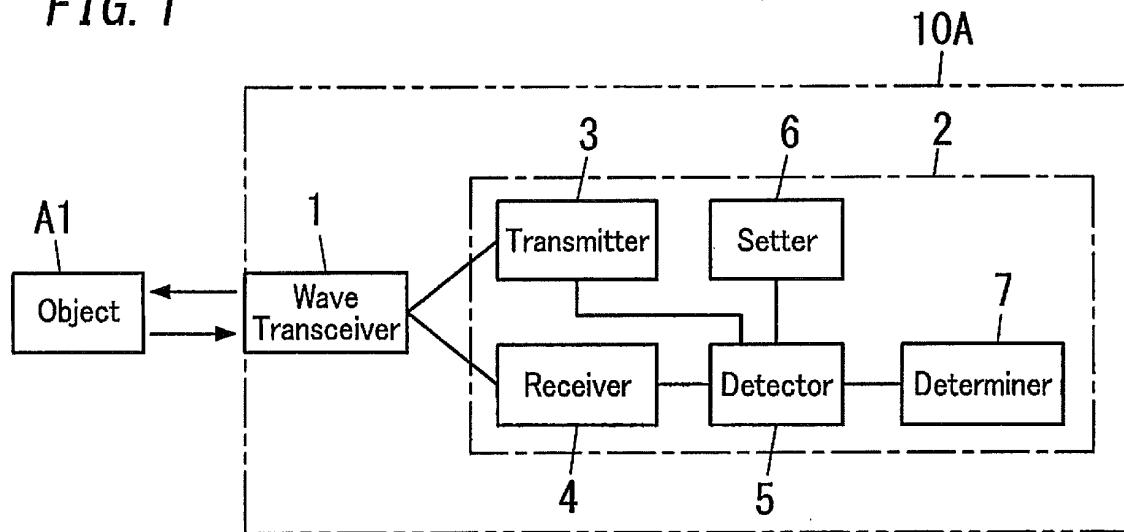 FIG. 1
10A
3
6
2
A1
1
Transmitter
Setter
Object
Wave
Transceiver
7
Receiver
Detector
Determiner
4
5